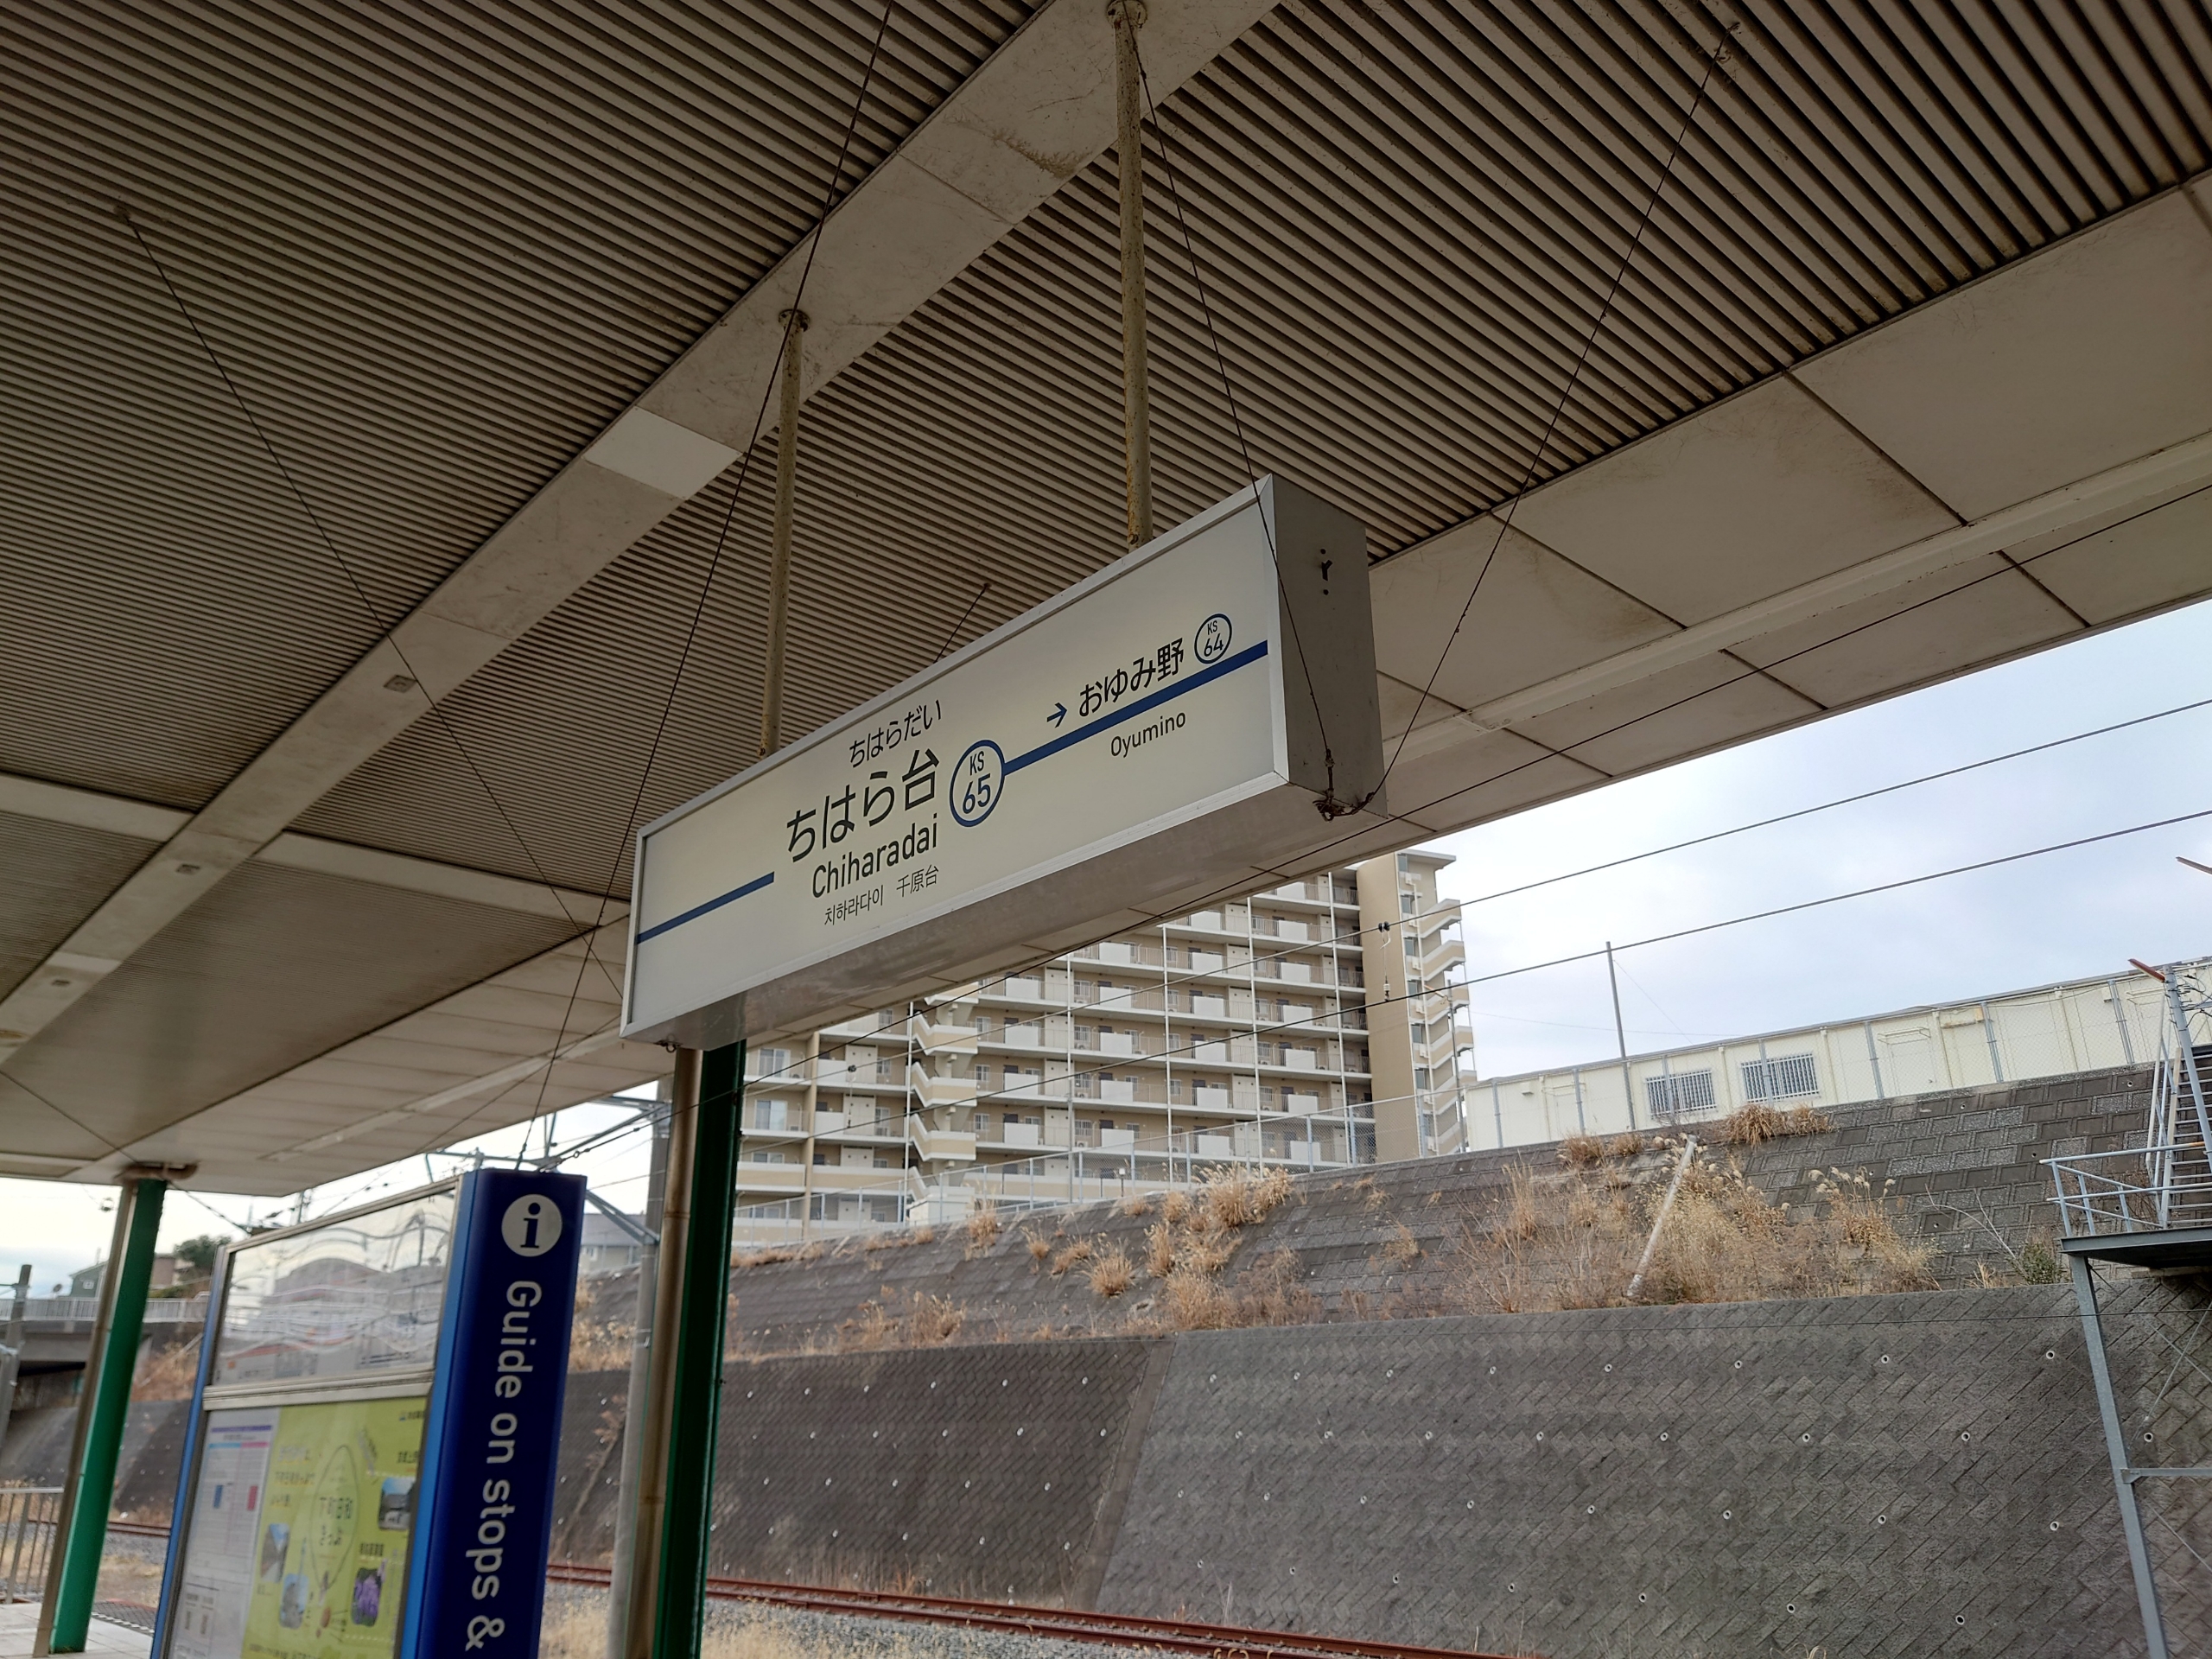 ちはらだい
ちはら台
Chiharadai
치하라다이 千原台
KS
65
→ おゆみ野
KS
64
Oyumino
i
Guide on stops &